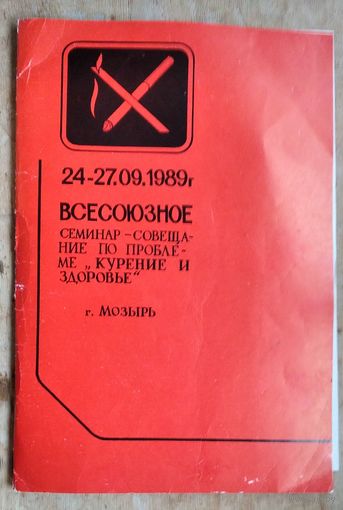 24-27.09.1989г
ВСЕСОЮЗНОЕ
СЕМИНАР-СОВЕЩА-
НИЕ ПО ПРОБЛЕ-
МЕ „КУРЕНИЕ И
ЗДОРОВЬЕ"
г. МОЗЫРЬ